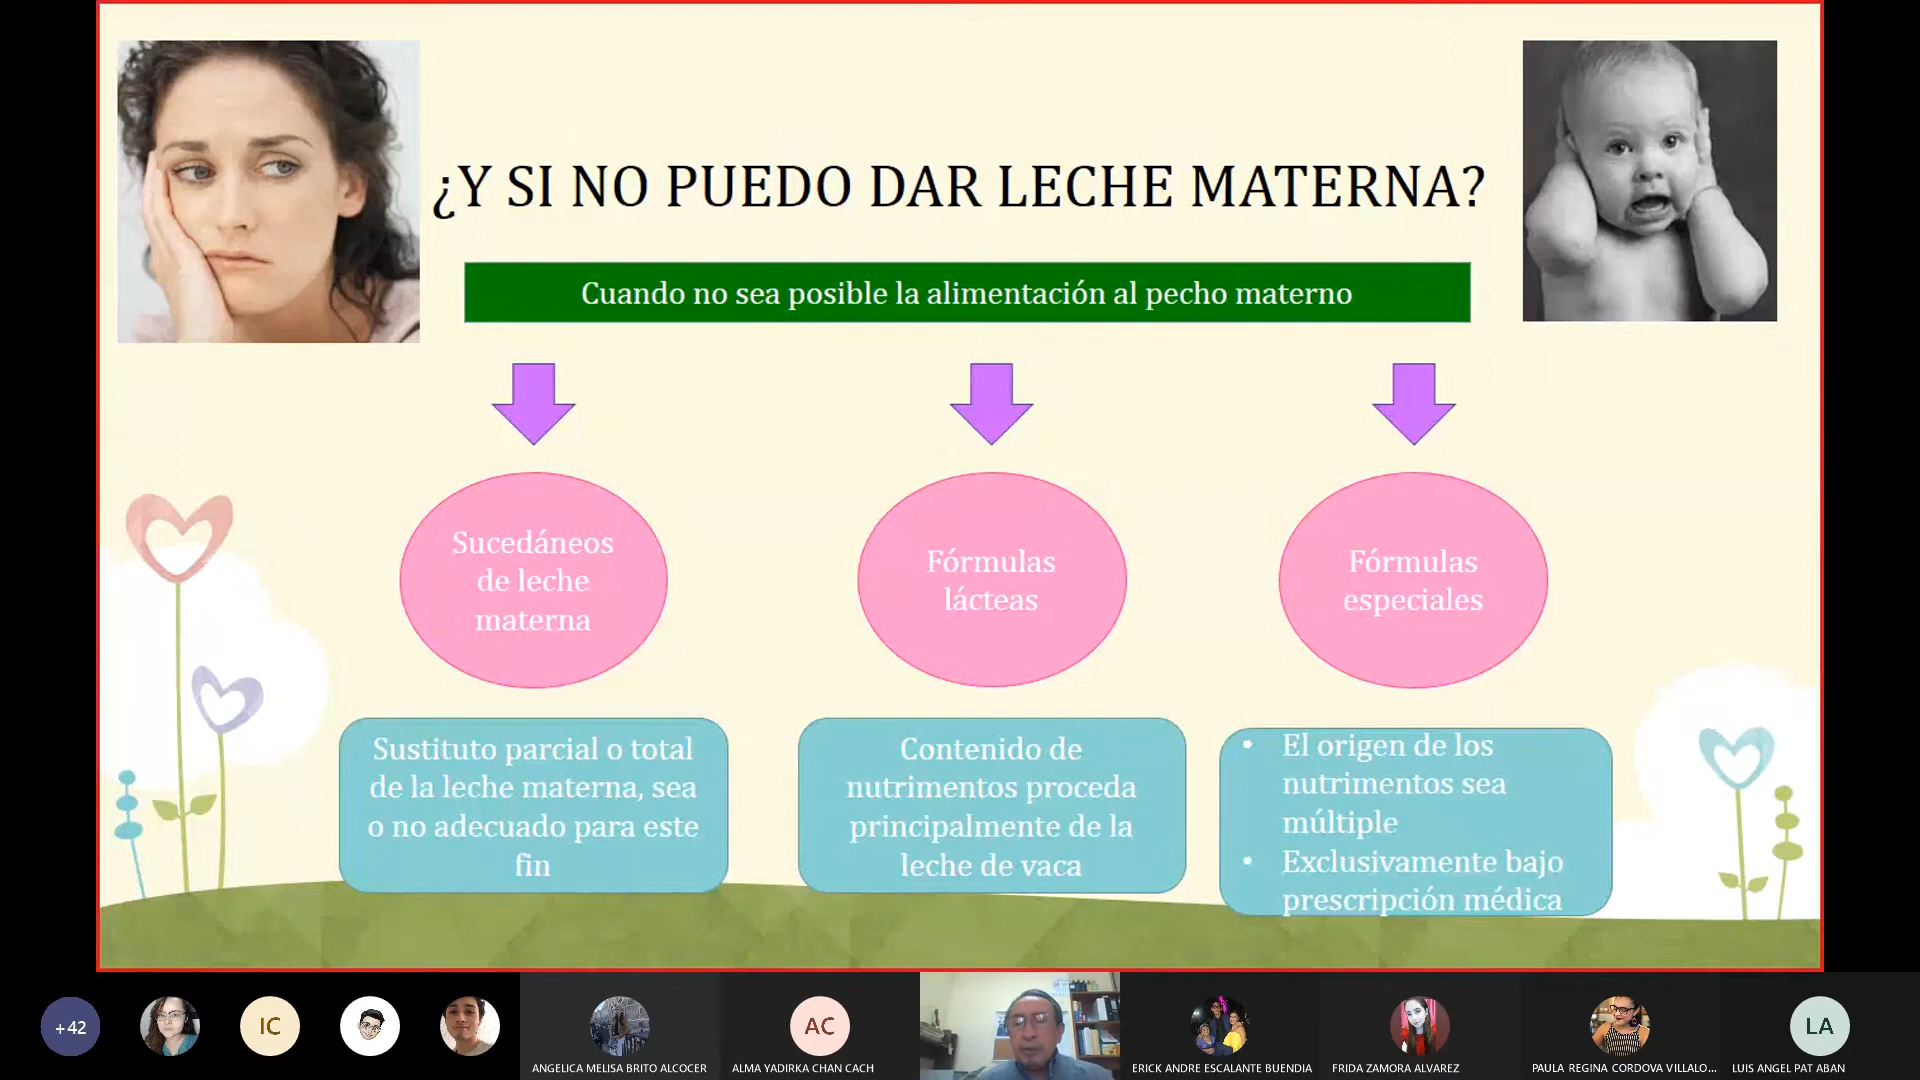 ¿Y SI NO PUEDO DAR LECHE MATERNA?
Cuando no sea posible la alimentación al pecho materno
Sucedáneos
de leche
materna
Fórmulas
lácteas
Fórmulas
especiales
Sustituto parcial o total
de la leche materna, sea
o no adecuado para este
fin
Contenido de
nutrimentos proceda
principalmente de la
leche de vaca
• El origen de los
nutrimentos sea
múltiple
• Exclusivamente bajo
prescripción médica
+42
IC
AC
LA
ANGELICA MELISA BRITO ALCOCER
ALMA YADIRKA CHAN CACH
ERICK ANDRE ESCALANTE BUENDIA
FRIDA ZAMORA ALVAREZ
PAULA REGINA CORDOVA VILLALO...
LUIS ANGEL PAT ABAN